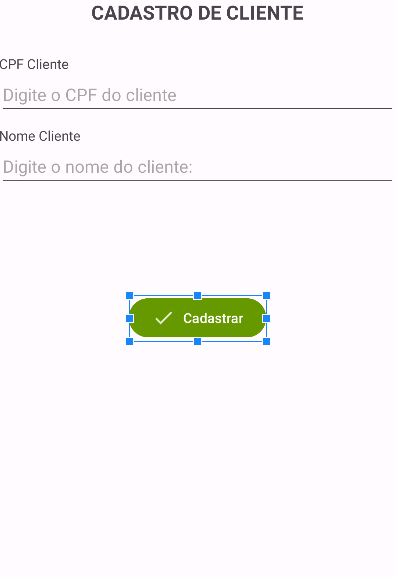 CADASTRO DE CLIENTE
CPF Cliente
Digite o CPF do cliente
Nome Cliente
Digite o nome do cliente:
Cadastrar